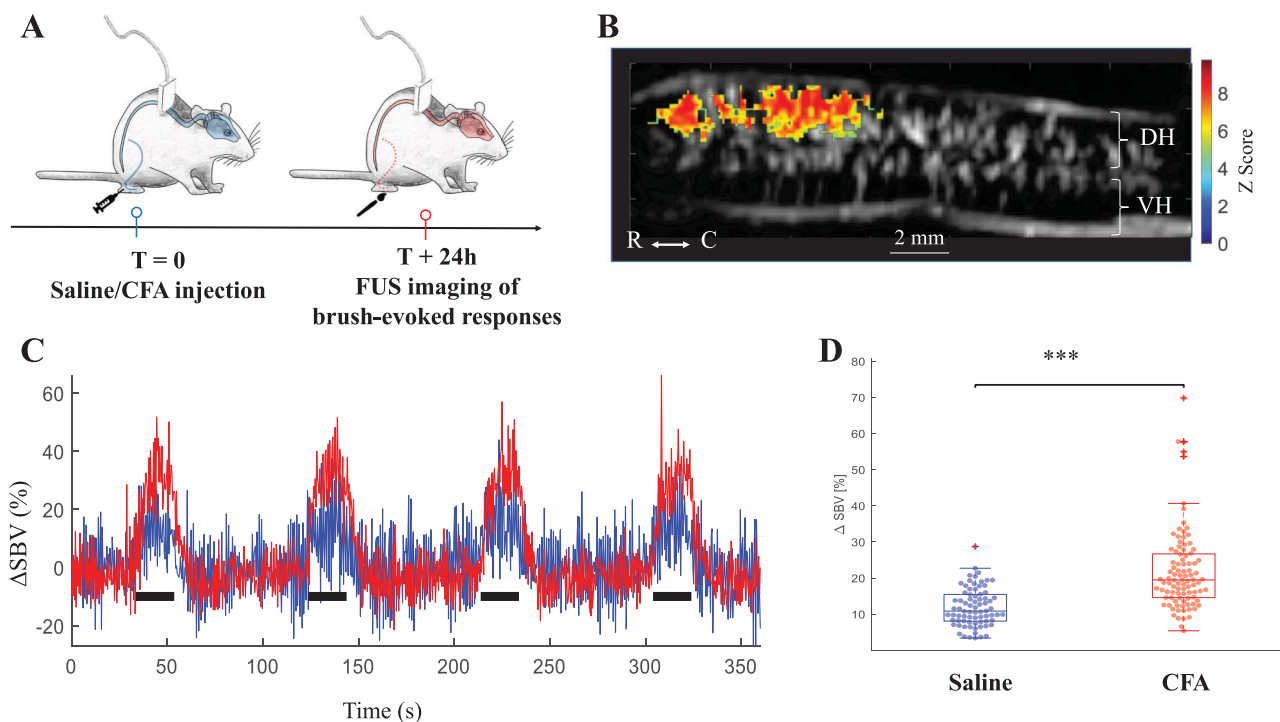 A
T = 0
Saline/CFA injection
T + 24h
FUS imaging of
brush-evoked responses
B
DH
VH
R C
2 mm
8
6
4
2
0
Z Score
C
60
40
20
0
-20
ΔSBV (%)
0 50 100 150 200 250 300 350
Time (s)
D
***
80
70
60
50
40
30
20
10
Δ SBV [%]
Saline CFA